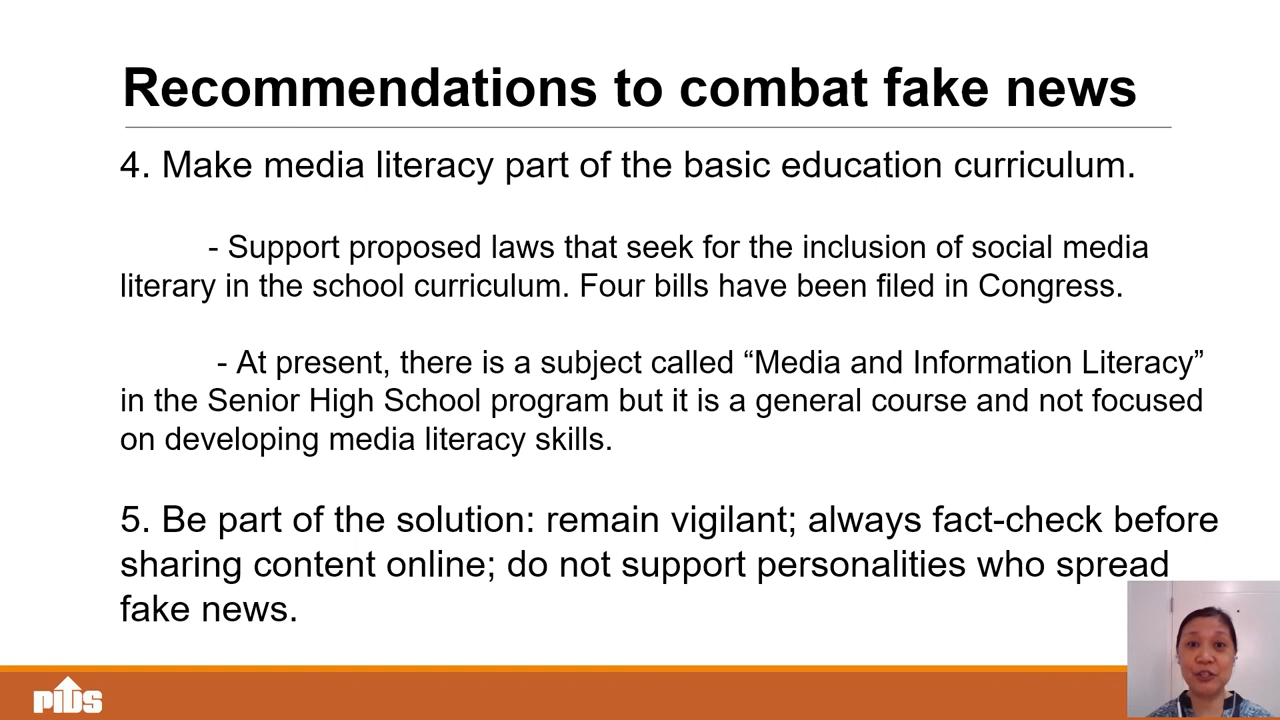 Recommendations to combat fake news
4. Make media literacy part of the basic education curriculum.
- Support proposed laws that seek for the inclusion of social media
literary in the school curriculum. Four bills have been filed in Congress.
- At present, there is a subject called “Media and Information Literacy”
in the Senior High School program but it is a general course and not focused
on developing media literacy skills.
5. Be part of the solution: remain vigilant; always fact-check before
sharing content online; do not support personalities who spread
fake news.
PIDS